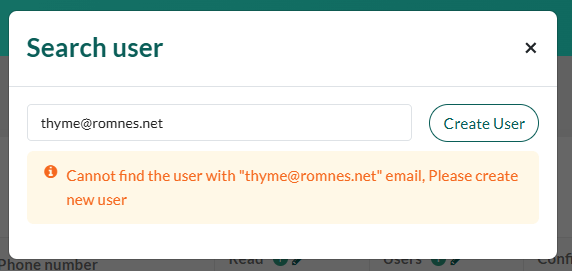 Search user
×
thyme@romnes.net
Create User
Cannot find the user with "thyme@romnes.net" email, Please create
new user
Phone number Read Users Confi